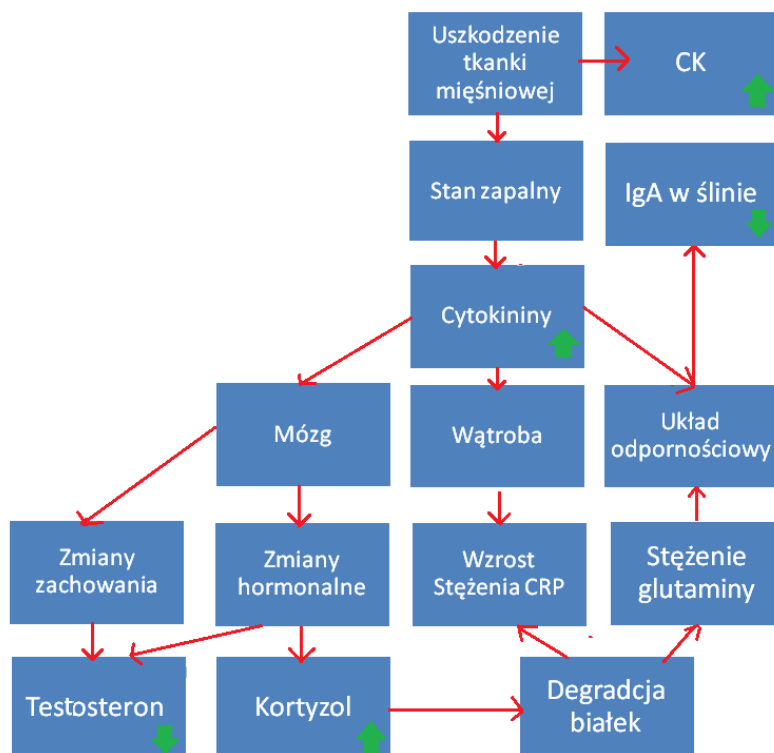 Uszkodzenie
tkanki
mięśniowej
CK
Stan zapalny
IgA w ślinie
Cytokininy
Mózg
Wątroba
Układ
odpornościowy
Zmiany
zachowania
Zmiany
hormonalne
Wzrost
Stężenia CRP
Stężenie
glutaminy
Testosteron
Kortyzol
Degradcja
białek